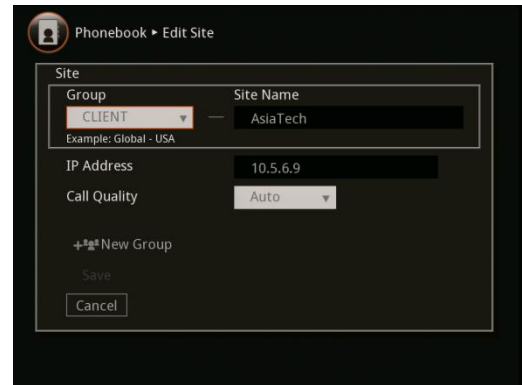 Phonebook ▸ Edit Site
Site
Group Site Name
CLIENT — AsiaTech
Example: Global - USA
IP Address 10.5.6.9
Call Quality Auto
New Group
Save
Cancel